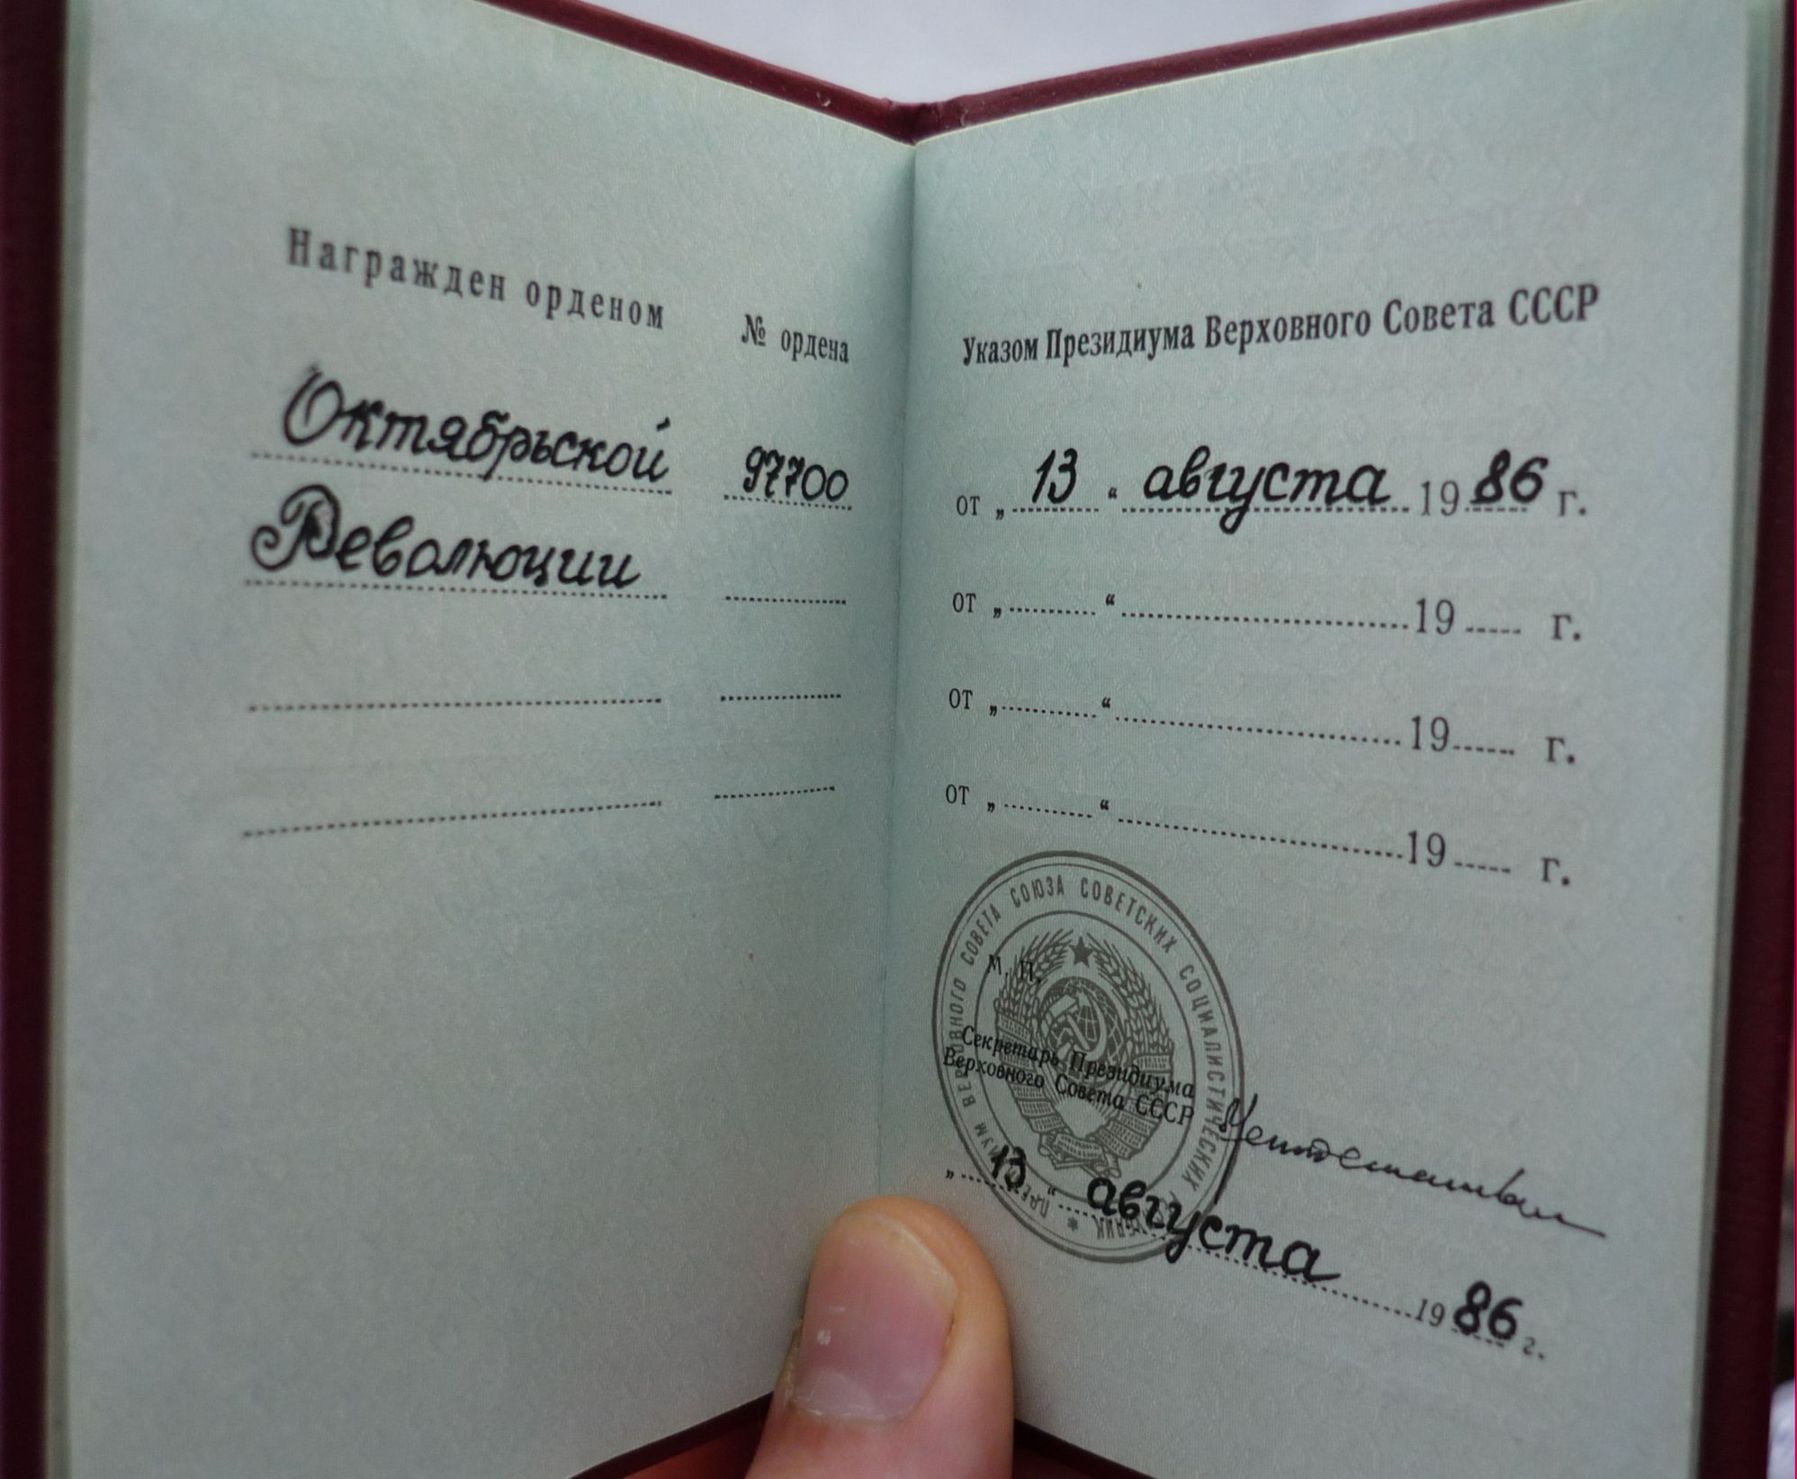 Награжден орденом
№ ордена
Октябрьской 97700
Революции
Указом Президиума Верховного Совета СССР
от „ 13 “ августа 1986 г.
от „ “ 19 г.
от „ “ 19 г.
от „ “ 19 г.
ПРЕЗИДИУМ ВЕРХОВНОГО СОВЕТА СОЮЗА СОВЕТСКИХ СОЦИАЛИСТИЧЕСКИХ РЕСПУБЛИК *
М. П.
Секретарь Президиума
Верховного Совета СССР
„ 13 “ августа 1986 г.